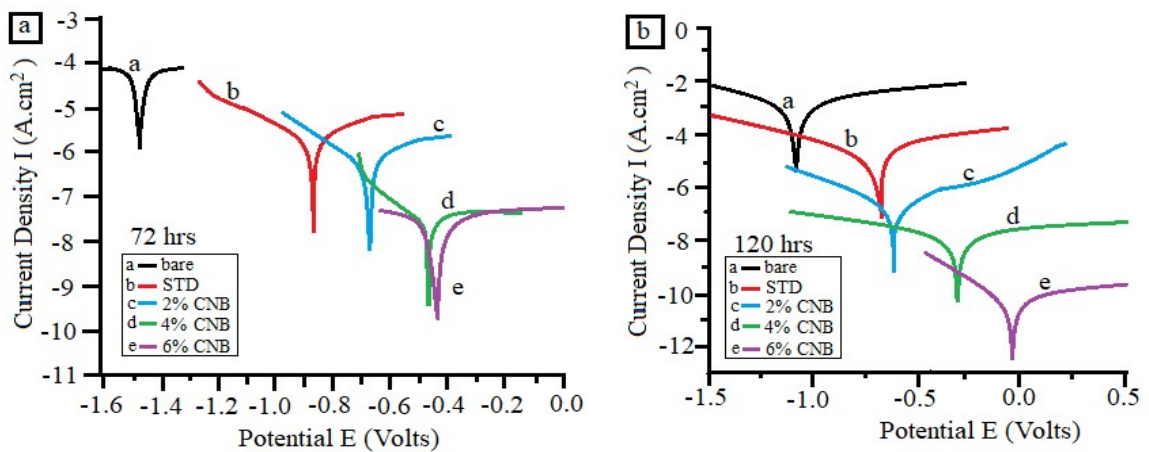 a
-3
-4
-5
-6
-7
-8
-9
-10
-11
Current Density I (A.cm²)
a
b
c
d
e
72 hrs
a bare
b STD
c 2% CNB
d 4% CNB
e 6% CNB
-1.6 -1.4 -1.2 -1.0 -0.8 -0.6 -0.4 -0.2 0.0
Potential E (Volts)
b
0
-2
-4
-6
-8
-10
-12
Current Density I (A.cm²)
a
b
c
d
e
120 hrs
a bare
b STD
c 2% CNB
d 4% CNB
e 6% CNB
-1.5 -1.0 -0.5 0.0 0.5
Potential E (Volts)